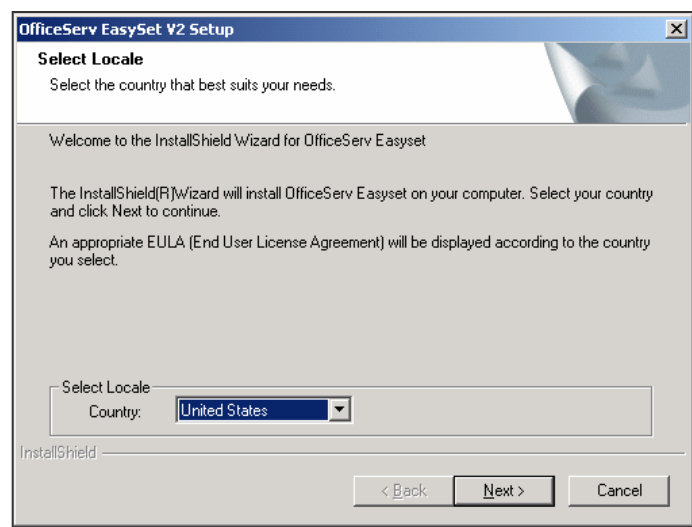 OfficeServ EasySet V2 Setup
Select Locale
Select the country that best suits your needs.
Welcome to the InstallShield Wizard for OfficeServ Easyset
The InstallShield(R)Wizard will install OfficeServ Easyset on your computer. Select your country
and click Next to continue.
An appropriate EULA (End User License Agreement) will be displayed according to the country
you select.
Select Locale
Country: United States
InstallShield
< Back Next > Cancel